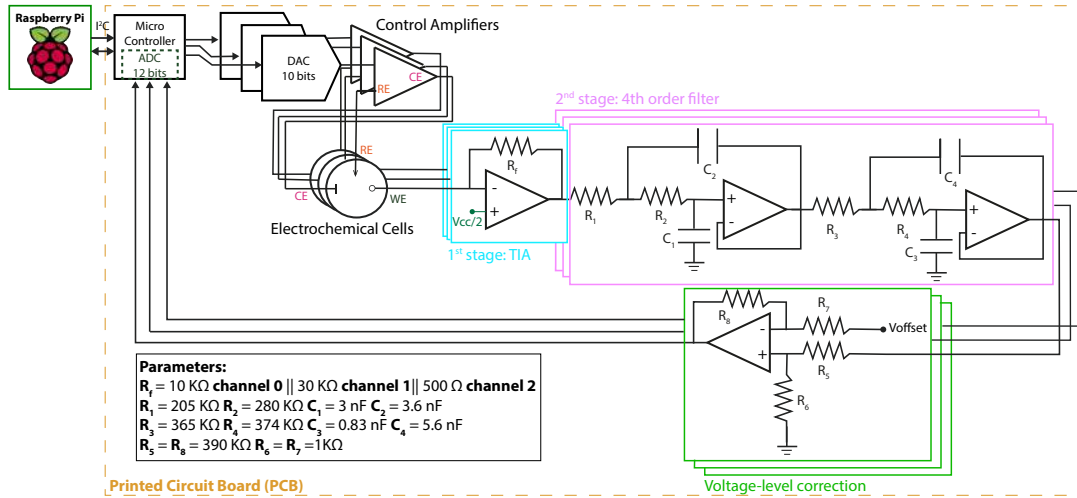 Raspberry Pi
I²C
Micro
Controller
ADC
12 bits
DAC
10 bits
Control Amplifiers
CE
RE
RE
CE
WE
Electrochemical Cells
Vcc/2
R_f
-
+
1st stage: TIA
2nd stage: 4th order filter
R₁
R₂
C₁
C₂
+
-
R₃
R₄
C₃
C₄
+
-
R₈
R₇
Voffset
-
+
R₅
R₆
Voltage-level correction
Parameters:
R_f = 10 KΩ channel 0 || 30 KΩ channel 1|| 500 Ω channel 2
R₁ = 205 KΩ R₂ = 280 KΩ C₁ = 3 nF C₂ = 3.6 nF
R₃ = 365 KΩ R₄ = 374 KΩ C₃ = 0.83 nF C₄ = 5.6 nF
R₅ = R₈ = 390 KΩ R₆ = R₇ =1KΩ
Printed Circuit Board (PCB)